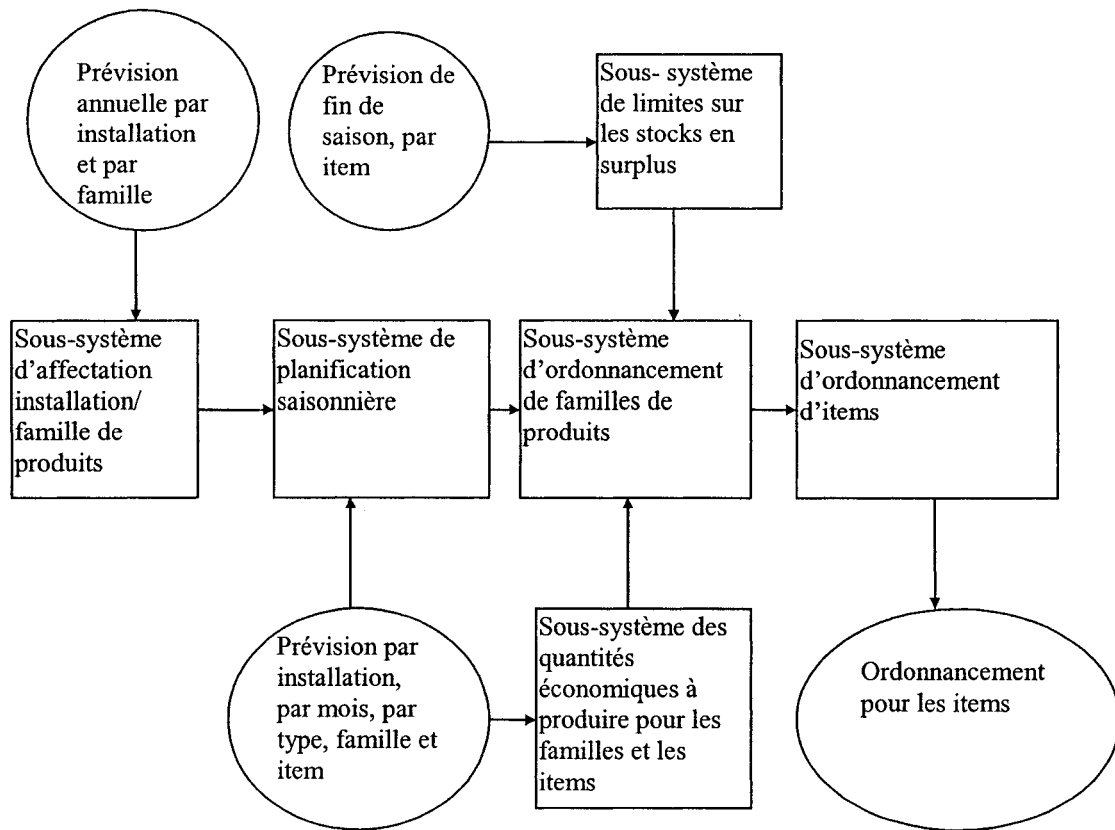 Prévision
annuelle par
installation
et par
famille
Prévision de
fin de
saison, par
item
Sous- système
de limites sur
les stocks en
surplus
Sous-système
d'affectation
installation/
famille de
produits
Sous-système de
planification
saisonnière
Sous-système
d'ordonnancement
de familles de
produits
Sous-système
d'ordonnancement
d'items
Prévision par
installation,
par mois, par
type, famille et
item
Sous-système des
quantités
économiques à
produire pour les
familles et les
items
Ordonnancement
pour les items